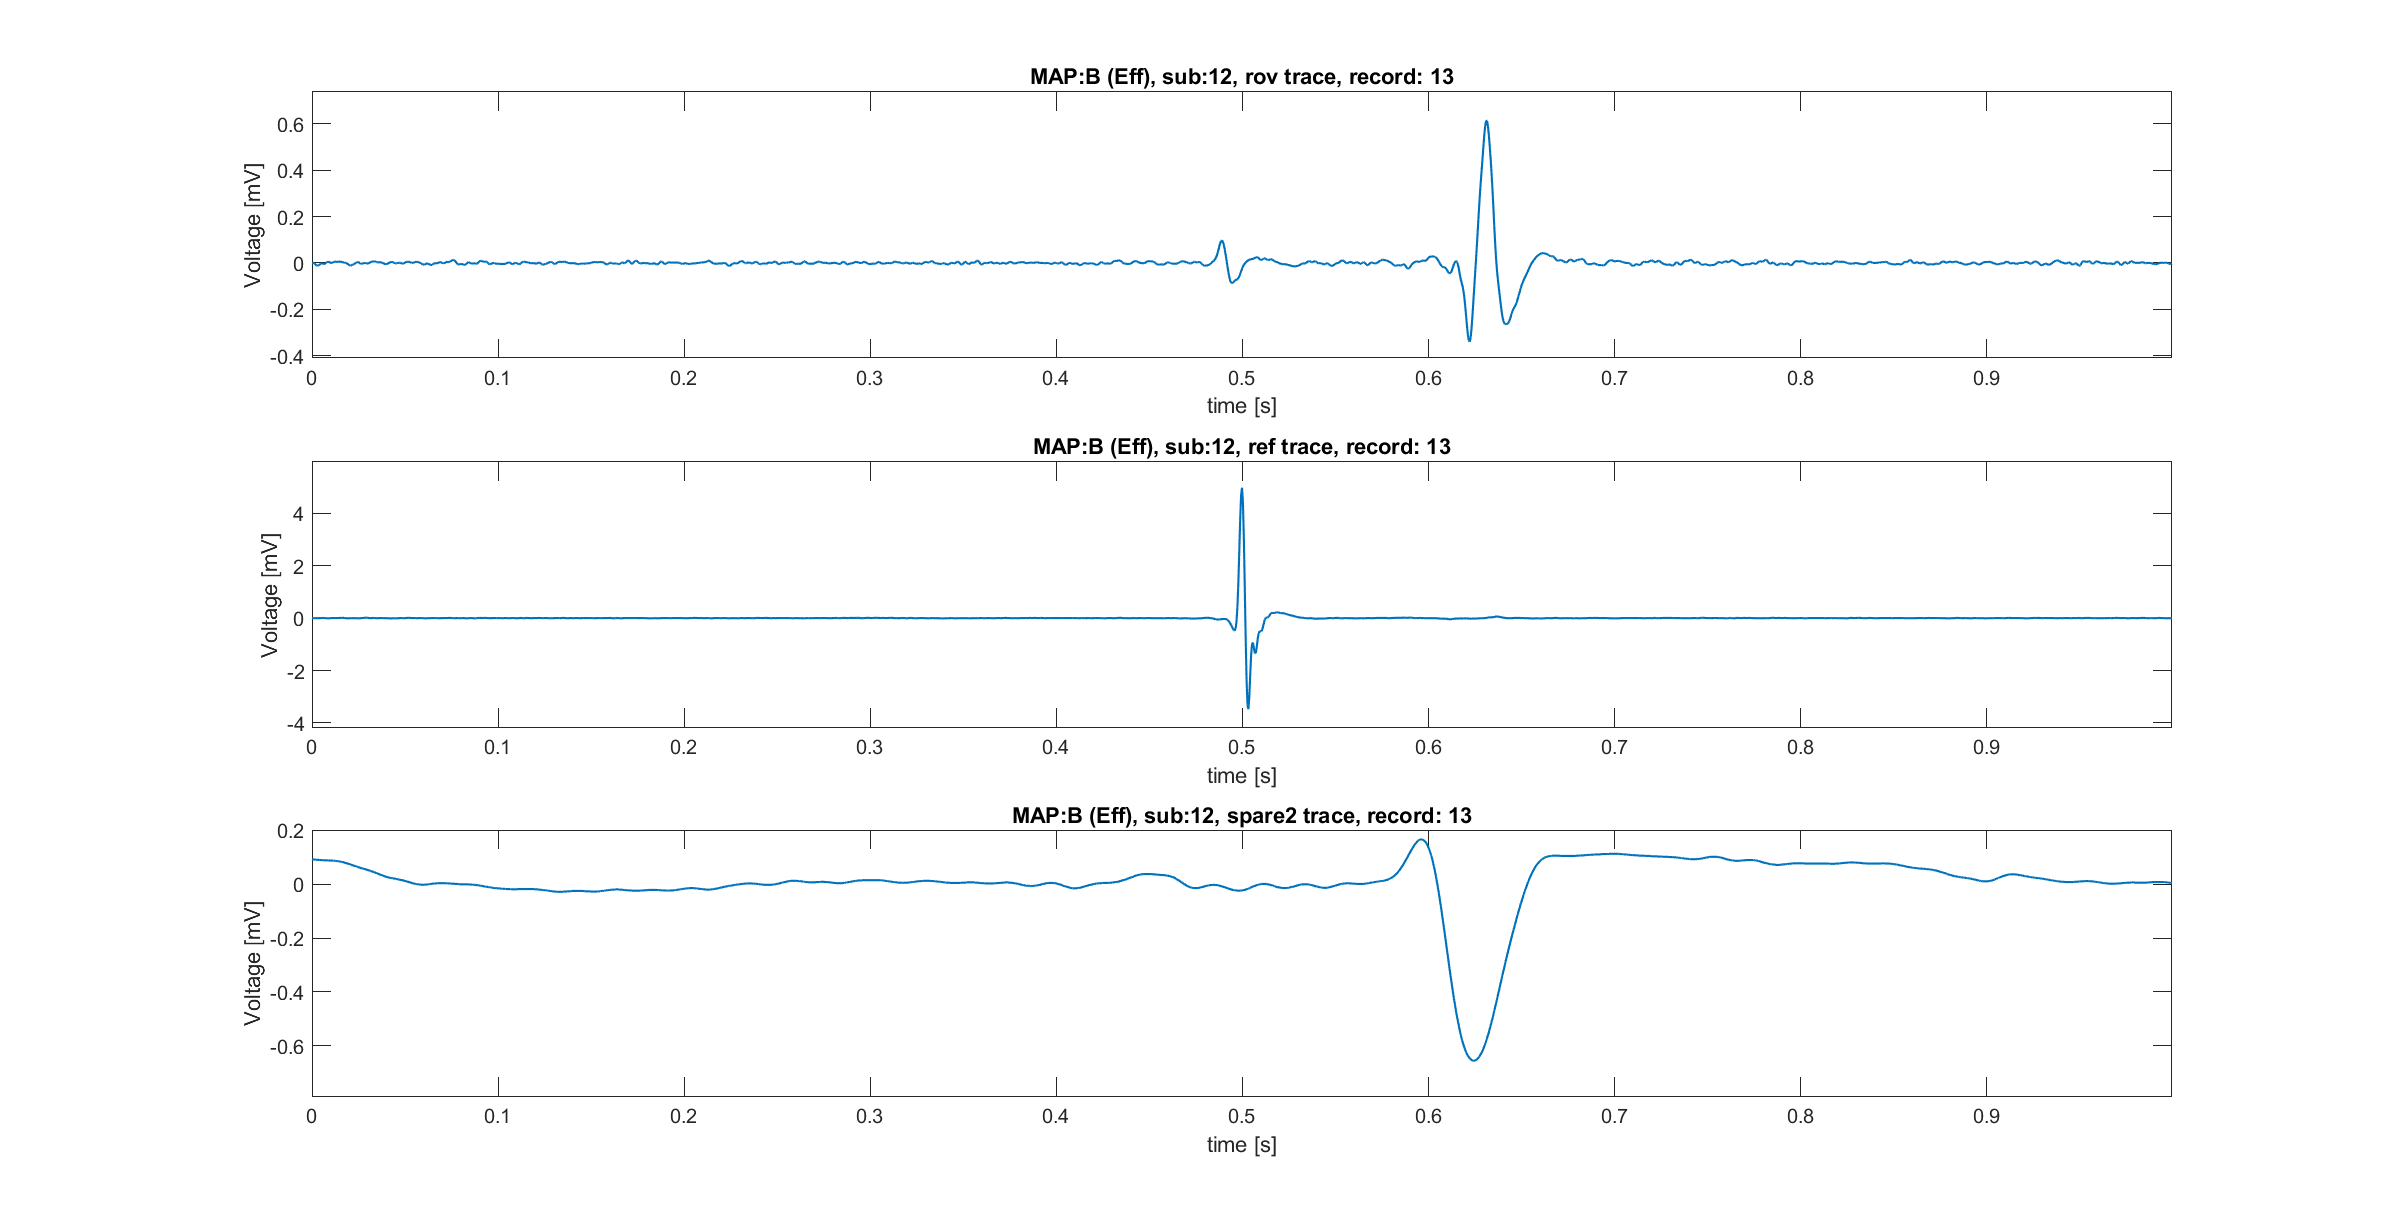 MAP:B (Eff), sub:12, rov trace, record: 13
0.6
0.4
0.2
0
-0.2
-0.4
Voltage [mV]
0 0.1 0.2 0.3 0.4 0.5 0.6 0.7 0.8 0.9
time [s]
MAP:B (Eff), sub:12, ref trace, record: 13
4
2
0
-2
-4
Voltage [mV]
0 0.1 0.2 0.3 0.4 0.5 0.6 0.7 0.8 0.9
time [s]
MAP:B (Eff), sub:12, spare2 trace, record: 13
0.2
0
-0.2
-0.4
-0.6
Voltage [mV]
0 0.1 0.2 0.3 0.4 0.5 0.6 0.7 0.8 0.9
time [s]